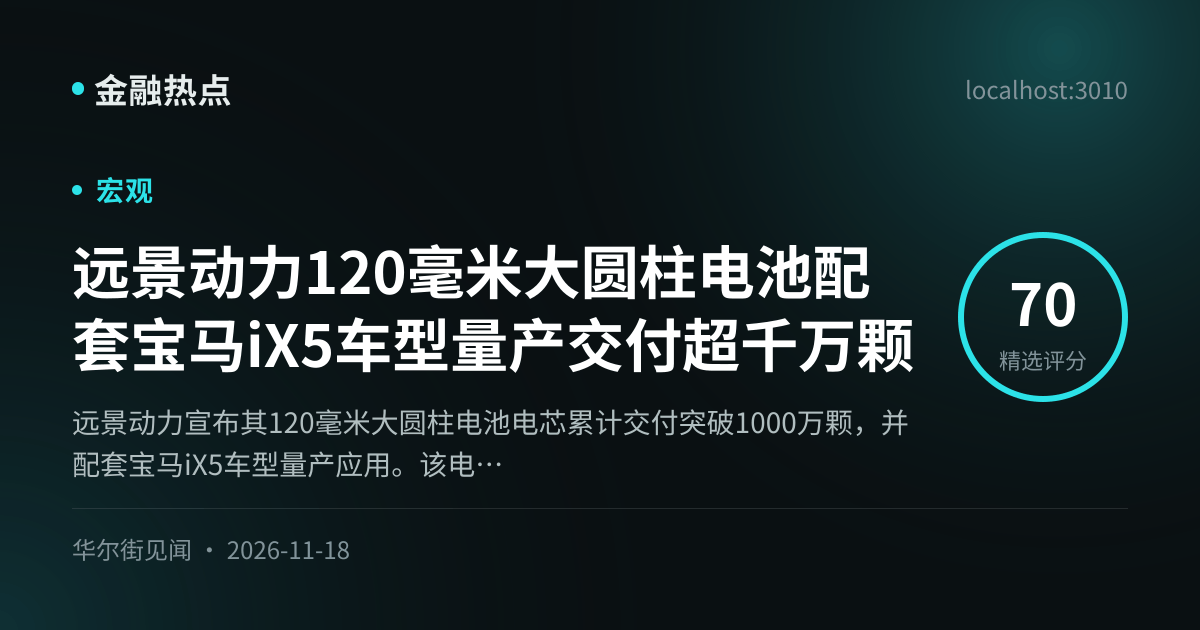 金融热点
localhost:3010
宏观
远景动力120毫米大圆柱电池配
套宝马iX5车型量产交付超千万颗
70
精选评分
远景动力宣布其120毫米大圆柱电池电芯累计交付突破1000万颗，并
配套宝马iX5车型量产应用。该电…
华尔街见闻 · 2026-11-18